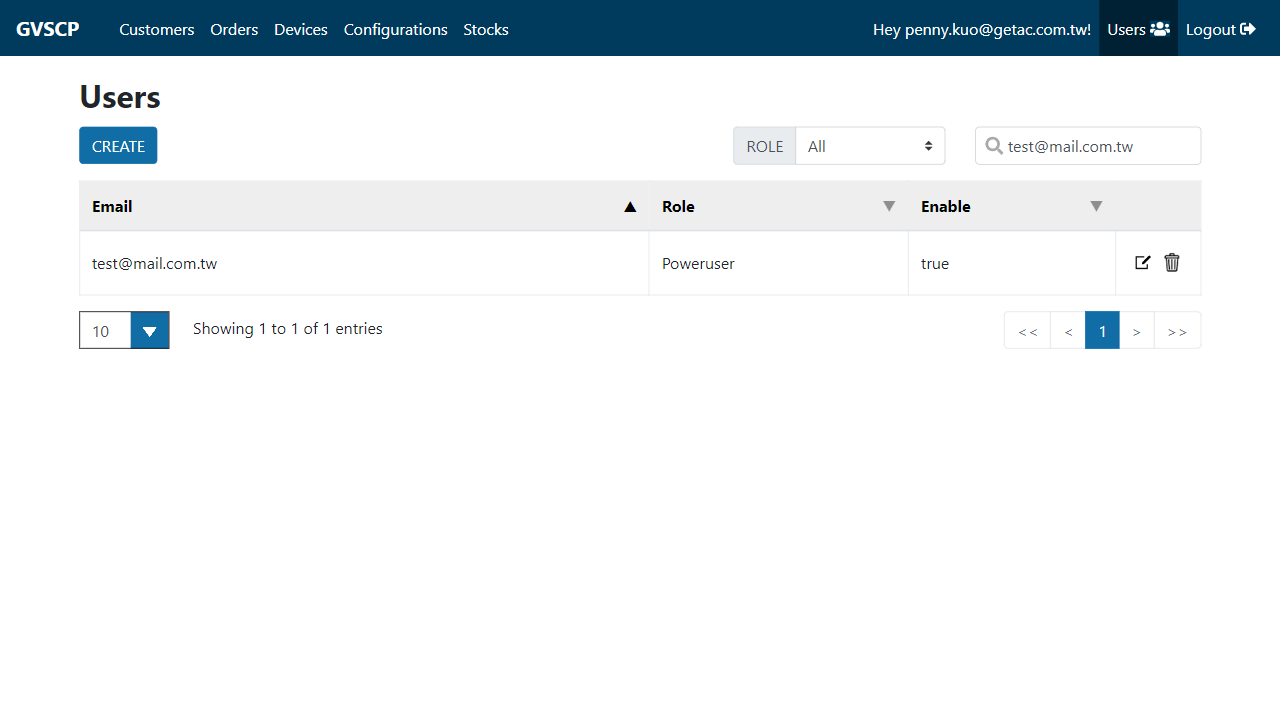 GVSCP Customers Orders Devices Configurations Stocks Hey penny.kuo@getac.com.tw! Users Logout
Users
CREATE ROLE All test@mail.com.tw
Email ▲ Role ▼ Enable ▼
test@mail.com.tw Poweruser true
10 Showing 1 to 1 of 1 entries << < 1 > >>